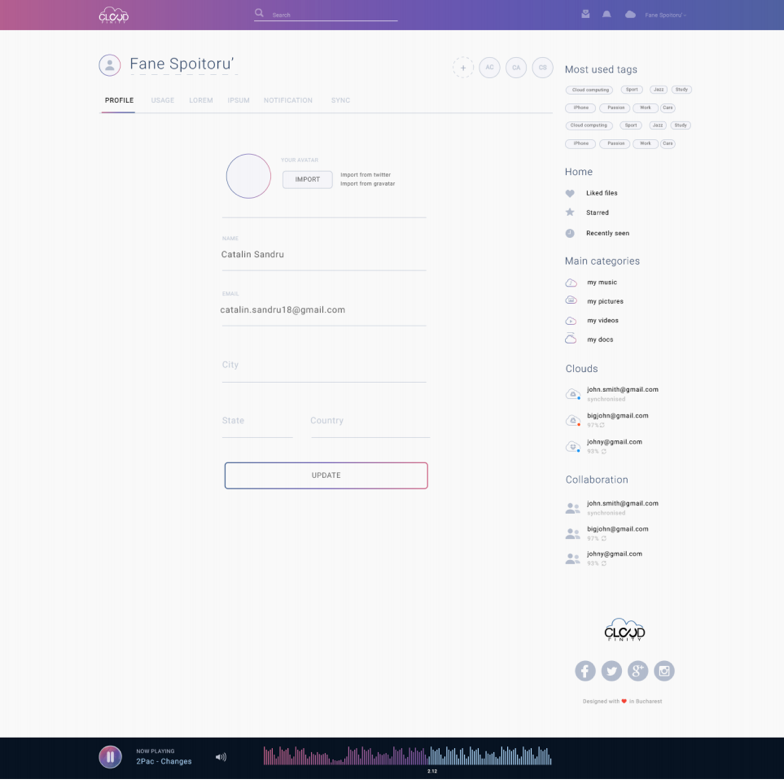 CLOUD
FINITY
Search
Fane Spoitoru'
Fane Spoitoru'
+
AC
CA
CS
PROFILE
USAGE
LOREM
IPSUM
NOTIFICATION
SYNC
YOUR AVATAR
IMPORT
Import from twitter
Import from gravatar
NAME
Catalin Sandru
EMAIL
catalin.sandru18@gmail.com
City
State
Country
UPDATE
Most used tags
Cloud computing
Sport
Jazz
Study
iPhone
Passive
Work
Cars
Cloud computing
Sport
Jazz
Study
iPhone
Passive
Work
Cars
Home
Liked files
Starred
Recently seen
Main categories
my music
my pictures
my videos
my docs
Clouds
john.smith@gmail.com
synchronised
bigjohn@gmail.com
97%
johny@gmail.com
93%
Collaboration
john.smith@gmail.com
synchronised
bigjohn@gmail.com
97%
johny@gmail.com
93%
CLOUD
FINITY
Designed with ❤ in Bucharest
NOW PLAYING
2Pac - Changes
2.12